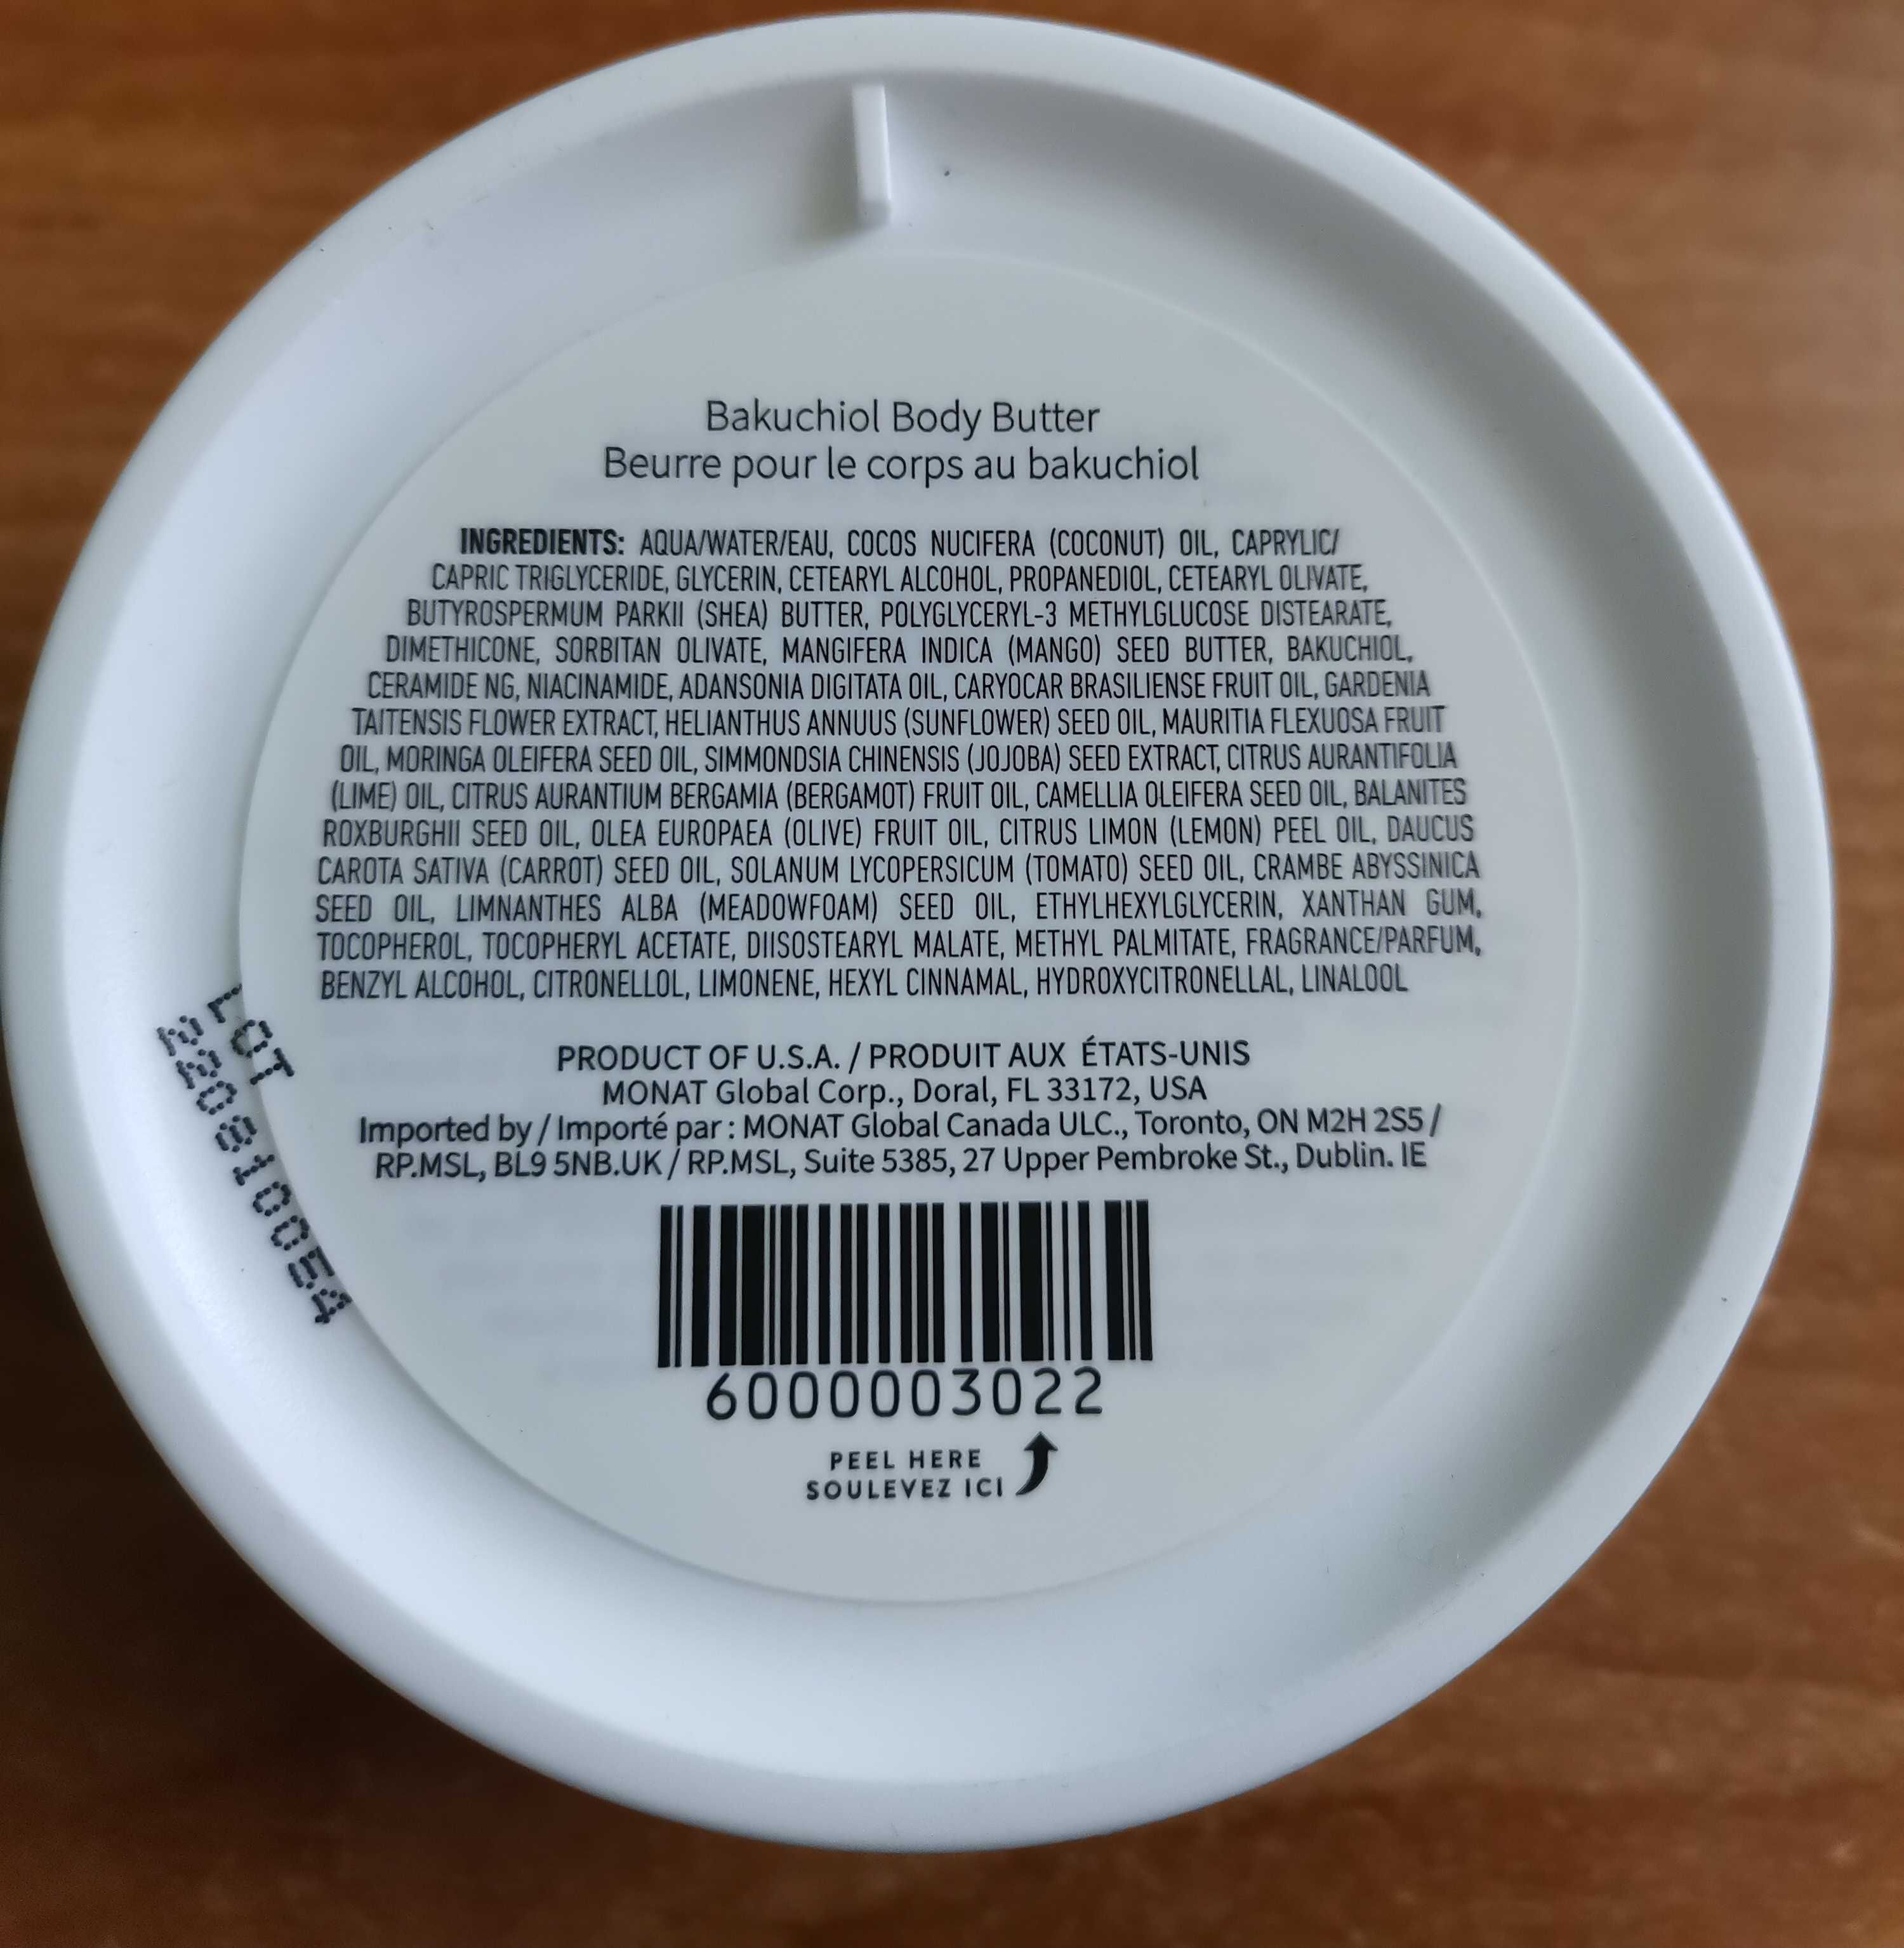 Bakuchiol Body Butter
Beurre pour le corps au bakuchiol
INGREDIENTS: AQUA/WATER/EAU, COCOS NUCIFERA (COCONUT) OIL, CAPRYLIC/
CAPRIC TRIGLYCERIDE, GLYCERIN, CETEARYL ALCOHOL, PROPANEDIOL, CETEARYL OLIVATE,
BUTYROSPERMUM PARKII (SHEA) BUTTER, POLYGLYCERYL-3 METHYLGLUCOSE DISTEARATE,
DIMETHICONE, SORBITAN OLIVATE, MANGIFERA INDICA (MANGO) SEED BUTTER, BAKUCHIOL,
CERAMIDE NG, NIACINAMIDE, ADANSONIA DIGITATA OIL, CARYOCAR BRASILIENSE FRUIT OIL, GARDENIA
TAITENSIS FLOWER EXTRACT, HELIANTHUS ANNUUS (SUNFLOWER) SEED OIL, MAURITIA FLEXUOSA FRUIT
OIL, MORINGA OLEIFERA SEED OIL, SIMMONDSIA CHINENSIS (JOJOBA) SEED EXTRACT, CITRUS AURANTIFOLIA
(LIME) OIL, CITRUS AURANTIUM BERGAMIA (BERGAMOT) FRUIT OIL, CAMELLIA OLEIFERA SEED OIL, BALANITES
ROXBURGHII SEED OIL, OLEA EUROPAEA (OLIVE) FRUIT OIL, CITRUS LIMON (LEMON) PEEL OIL, DAUCUS
CAROTA SATIVA (CARROT) SEED OIL, SOLANUM LYCOPERSICUM (TOMATO) SEED OIL, CRAMBE ABYSSINICA
SEED OIL, LIMNANTHES ALBA (MEADOWFOAM) SEED OIL, ETHYLHEXYLGLYCERIN, XANTHAN GUM,
TOCOPHEROL, TOCOPHERYL ACETATE, DIISOSTEARYL MALATE, METHYL PALMITATE, FRAGRANCE/PARFUM,
BENZYL ALCOHOL, CITRONELLOL, LIMONENE, HEXYL CINNAMAL, HYDROXYCITRONELLAL, LINALOOL
LOT
220810054
PRODUCT OF U.S.A. / PRODUIT AUX ÉTATS-UNIS
MONAT Global Corp., Doral, FL 33172, USA
Imported by / Importé par : MONAT Global Canada ULC., Toronto, ON M2H 2S5 /
RP.MSL, BL9 5NB.UK / RP.MSL, Suite 5385, 27 Upper Pembroke St., Dublin. IE
6000003022
PEEL HERE
SOULEVEZ ICI